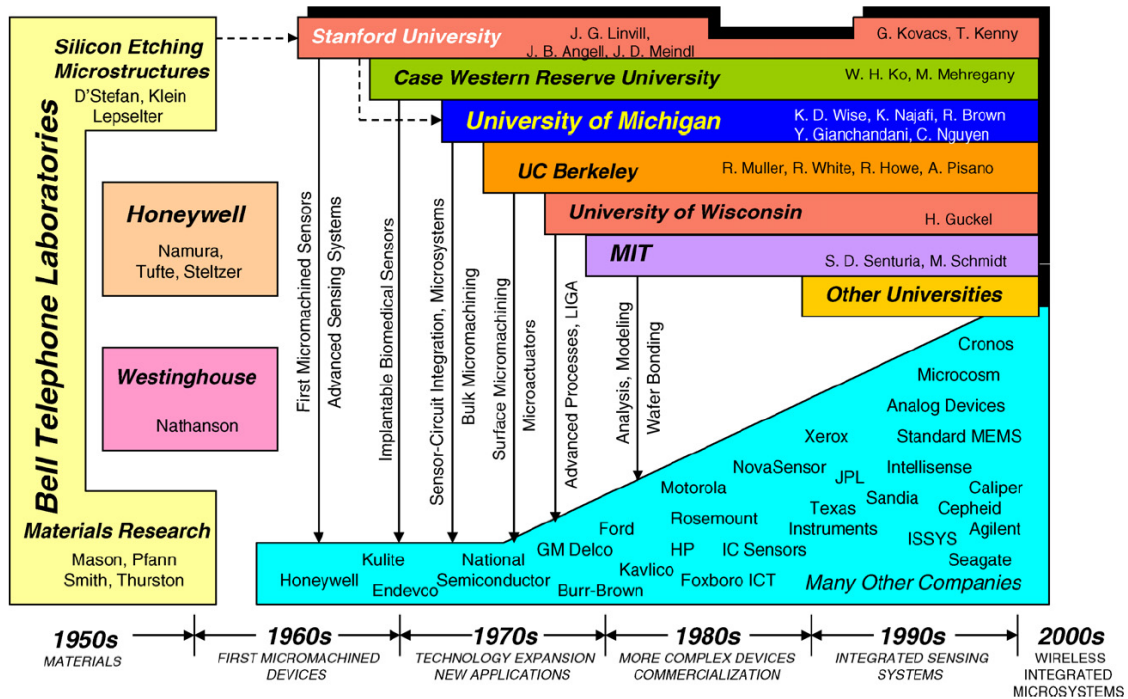 Bell Telephone Laboratories
Silicon Etching
Microstructures
D'Stefan, Klein
Lepselter
Materials Research
Mason, Pfann
Smith, Thurston
Honeywell
Namura,
Tufte, Steltzer
Westinghouse
Nathanson
Stanford University
J. G. Linvill,
J. B. Angell, J. D. Meindl
G. Kovacs, T. Kenny
Case Western Reserve University
W. H. Ko, M. Mehregany
University of Michigan
K. D. Wise, K. Najafi, R. Brown
Y. Gianchandani, C. Nguyen
UC Berkeley
R. Muller, R. White, R. Howe, A. Pisano
University of Wisconsin
H. Guckel
MIT
S. D. Senturia, M. Schmidt
Other Universities
First Micromachined Sensors
Advanced Sensing Systems
Implantable Biomedical Sensors
Sensor-Circuit Integration, Microsystems
Bulk Micromachining
Surface Micromachining
Microactuators
Advanced Processes, LIGA
Analysis, Modeling
Wafer Bonding
Cronos
Microcosm
Analog Devices
Xerox
Standard MEMS
NovaSensor
Intellisense
JPL
Motorola
Sandia
Caliper
Texas
Instruments
Cepheid
Rosemount
Ford
Agilent
ISSYS
GM Delco
HP
IC Sensors
Seagate
Kulite
National
Semiconductor
Kavlico
Honeywell
Endevco
Burr-Brown
Foxboro ICT
Many Other Companies
1950s
MATERIALS
1960s
FIRST MICROMACHINED
DEVICES
1970s
TECHNOLOGY EXPANSION
NEW APPLICATIONS
1980s
MORE COMPLEX DEVICES
COMMERCIALIZATION
1990s
INTEGRATED SENSING
SYSTEMS
2000s
WIRELESS
INTEGRATED
MICROSYSTEMS